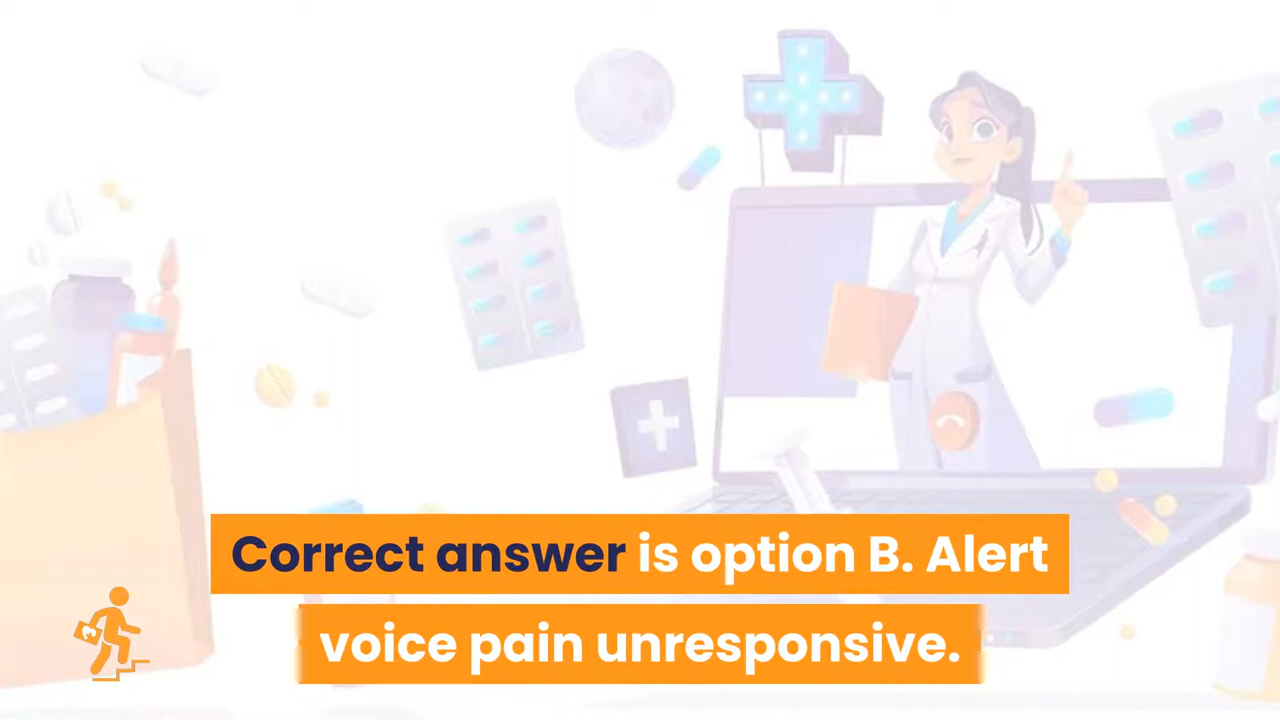 Correct answer is option B. Alert
voice pain unresponsive.